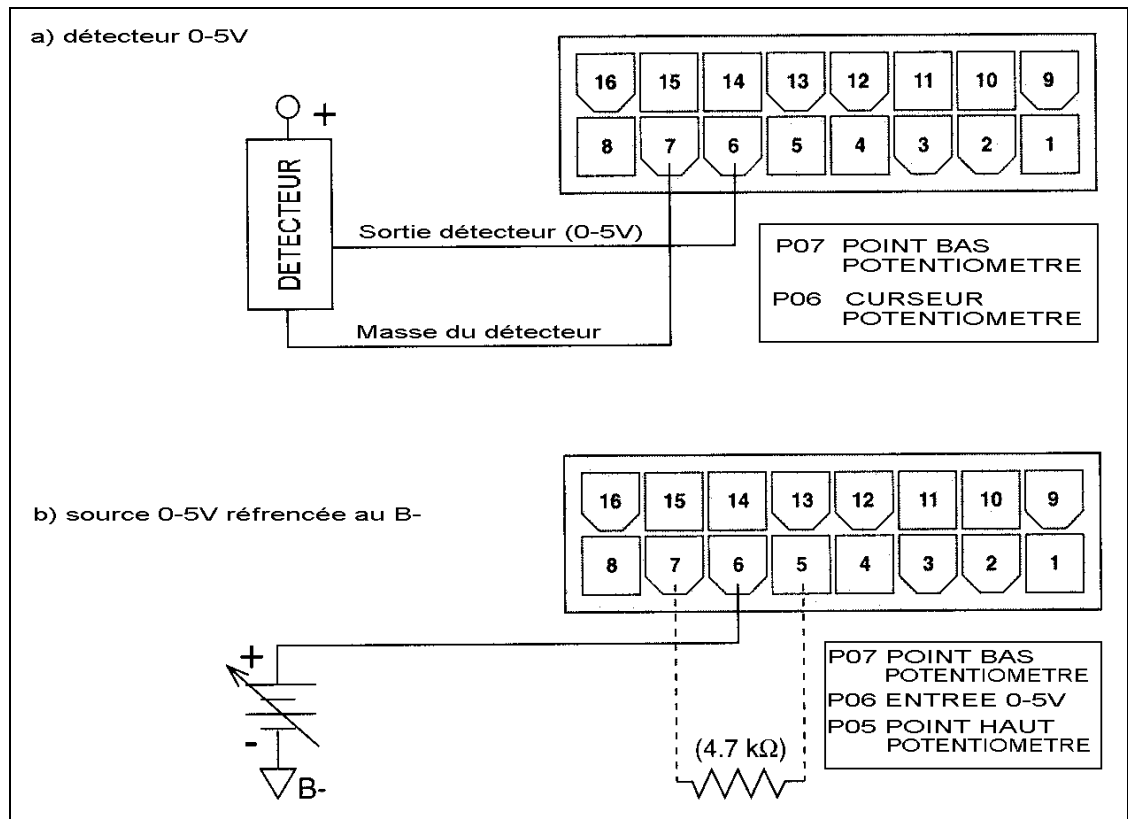 a) détecteur 0-5V
16 15 14 13 12 11 10 9
8 7 6 5 4 3 2 1
+
DETECTEUR
Sortie détecteur (0-5V)
Masse du détecteur
P07 POINT BAS
POTENTIOMETRE
P06 CURSEUR
POTENTIOMETRE
b) source 0-5V réfrencée au B-
16 15 14 13 12 11 10 9
8 7 6 5 4 3 2 1
+
-
B-
(4.7 kΩ)
P07 POINT BAS
POTENTIOMETRE
P06 ENTREE 0-5V
P05 POINT HAUT
POTENTIOMETRE